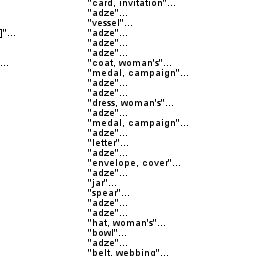 "card, invitation"...
"adze"...
"vessel"...
]"... "adze"...
"adze"...
"adze"...
... "coat, woman's"...
"medal, campaign"...
"adze"...
"adze"...
"dress, woman's"...
"adze"...
"medal, campaign"...
"adze"...
"letter"...
"adze"...
"envelope, cover"...
"adze"...
"jar"...
"spear"...
"adze"...
"adze"...
"hat, woman's"...
"bowl"...
"adze"...
"belt, webbing"...